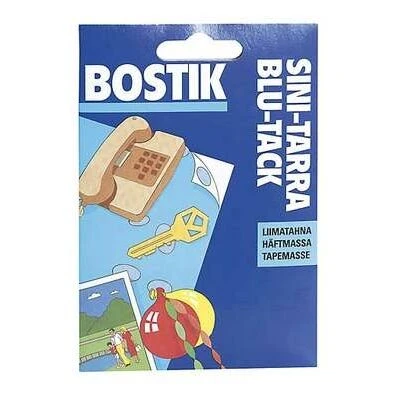 BOSTIK
SINI-TARRA
BLU-TACK
LIIMATAHNA
HÄFTMASSA
TAPEMASSE